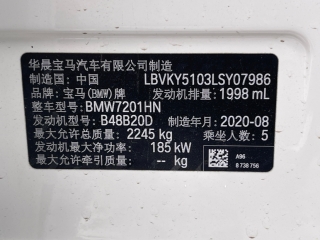 华晨宝马汽车有限公司制造
制造国：中国 LBVKY5103LSY07986
品牌：宝马(BMW)牌 发动机排量：1998 mL
整车型号：BMW7201HN
发动机型号：B48B20D 制造年月：2020-08
最大允许总质量：2245 kg 乘坐人数：5
发动机最大净功率：185 kW A96
最大允许牵引质量：-- kg 8 738 756